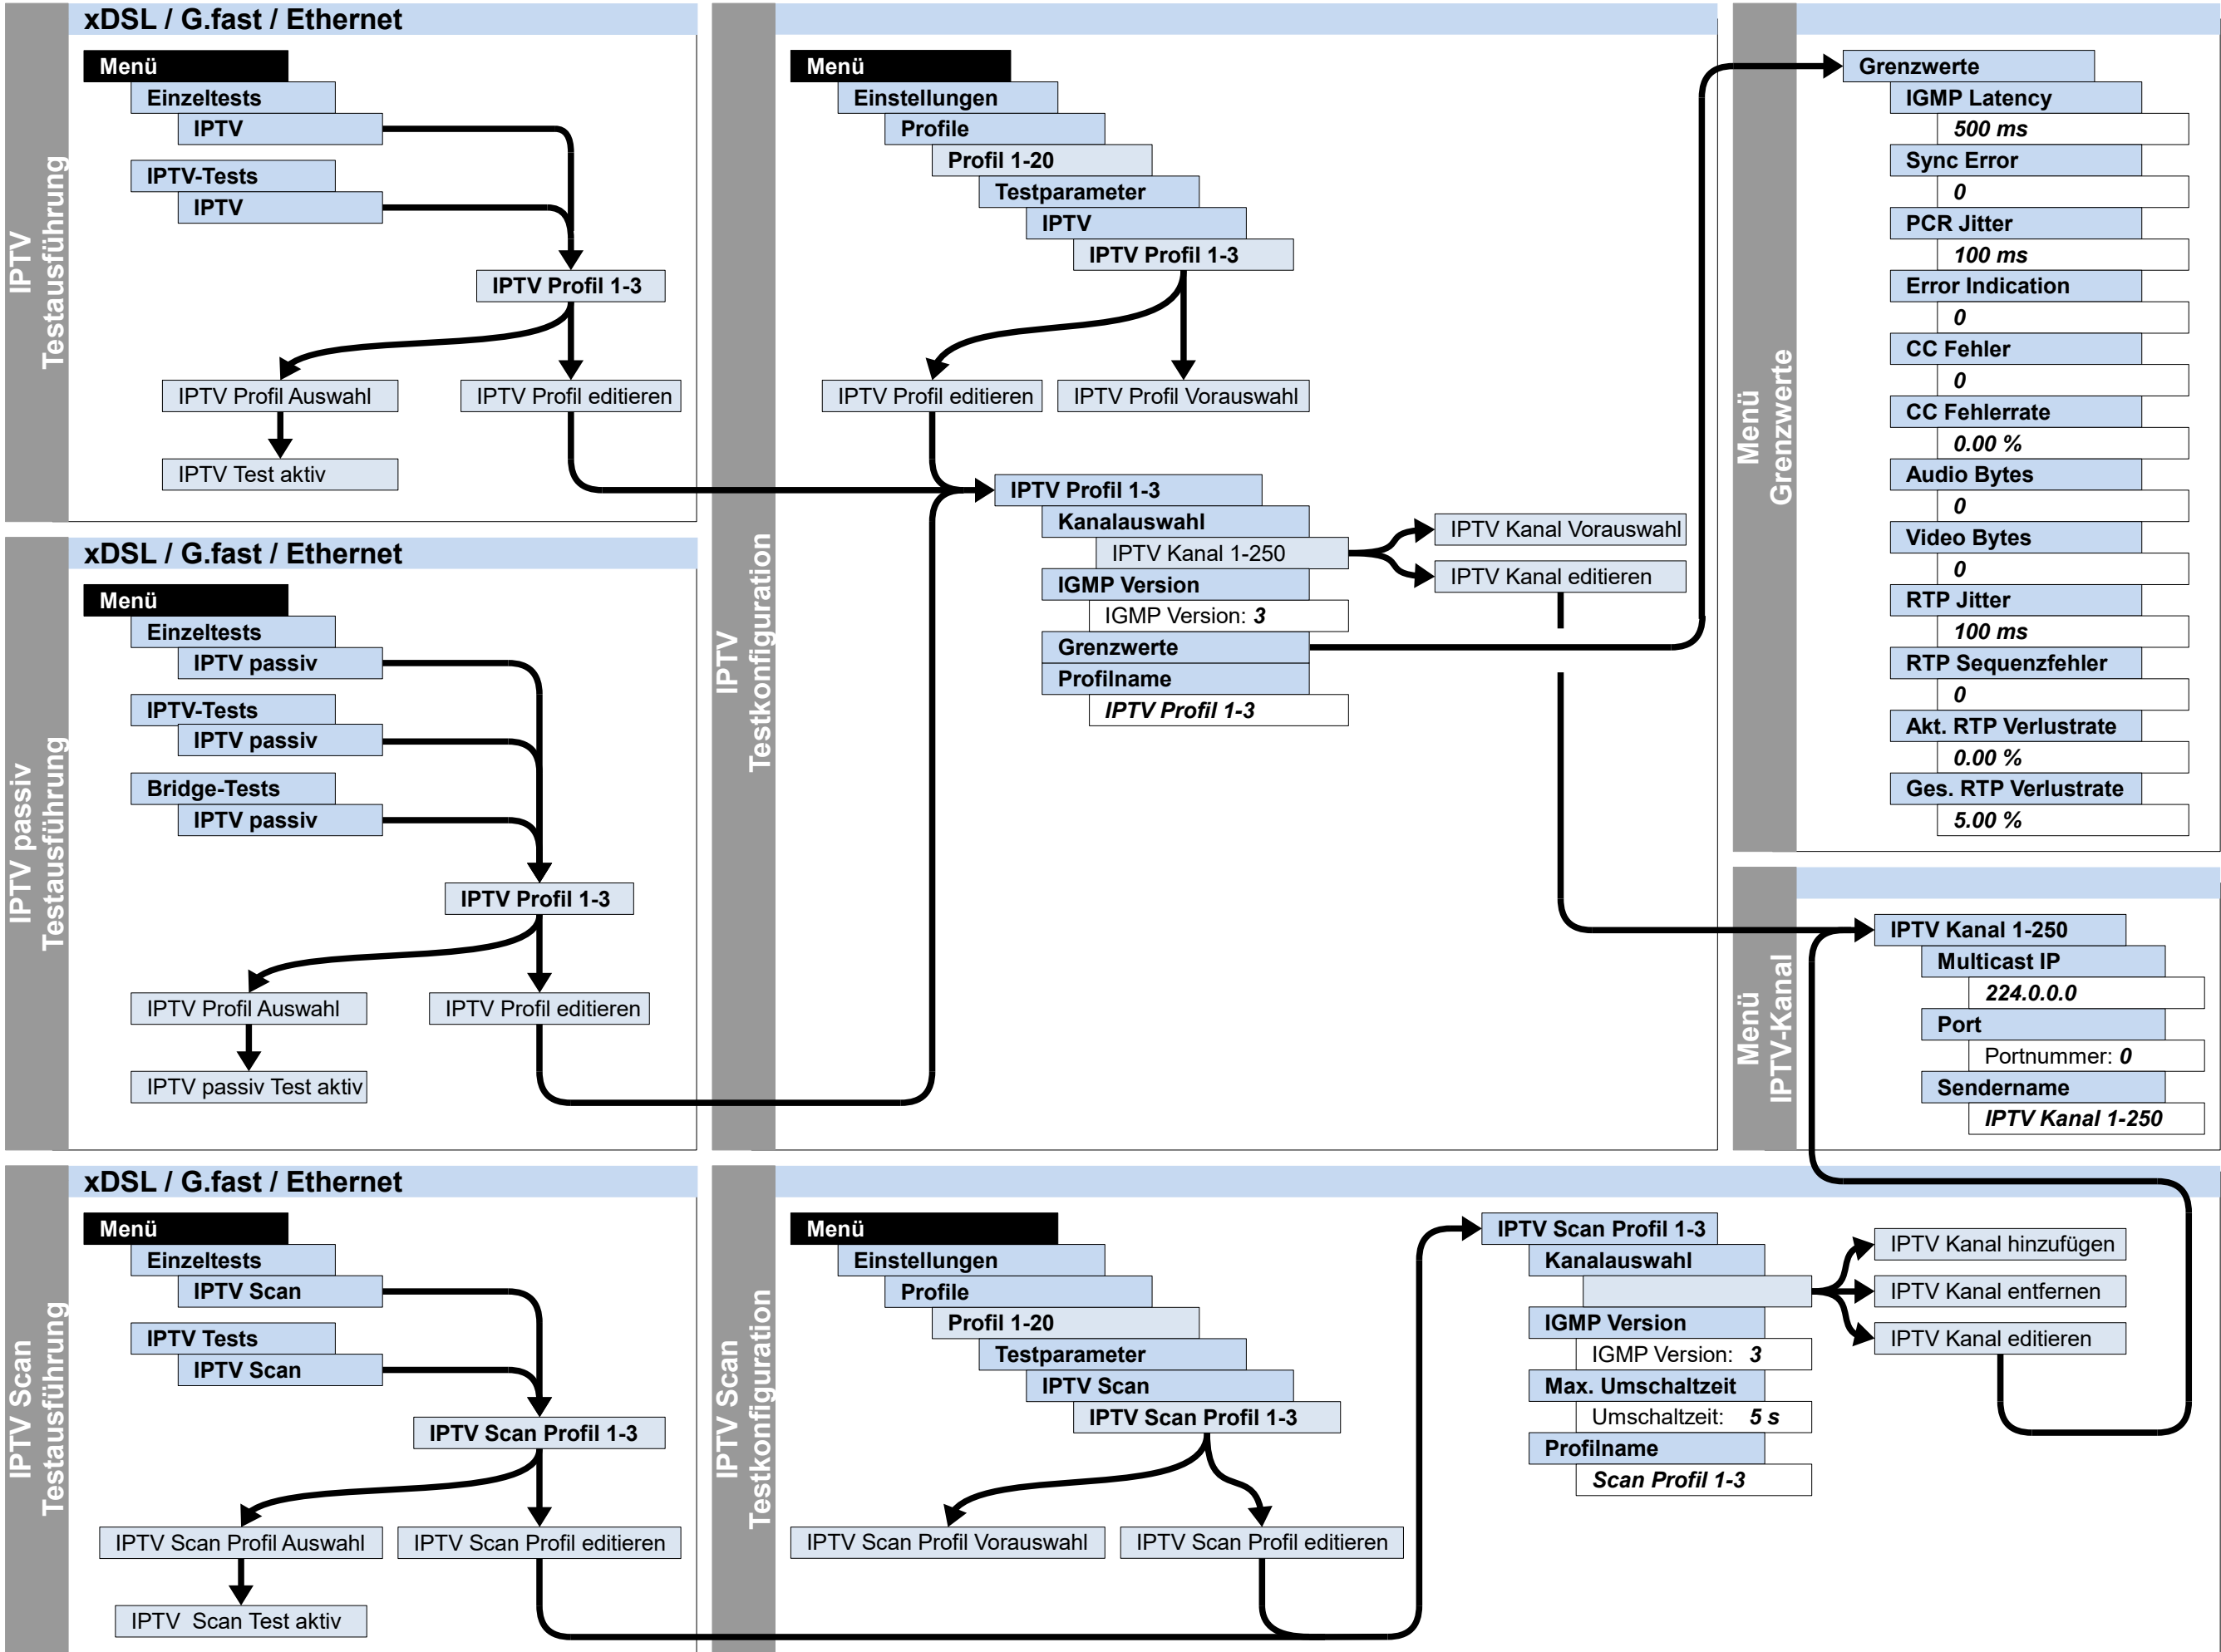 IPTV
Testausführung
xDSL / G.fast / Ethernet
Menü
Einzeltests
IPTV
IPTV-Tests
IPTV
IPTV Profil 1-3
IPTV Profil Auswahl
IPTV Profil editieren
IPTV Test aktiv
IPTV passiv
Testausführung
xDSL / G.fast / Ethernet
Menü
Einzeltests
IPTV passiv
IPTV-Tests
IPTV passiv
Bridge-Tests
IPTV passiv
IPTV Profil 1-3
IPTV Profil Auswahl
IPTV Profil editieren
IPTV passiv Test aktiv
IPTV
Testkonfiguration
Menü
Einstellungen
Profile
Profil 1-20
Testparameter
IPTV
IPTV Profil 1-3
IPTV Profil editieren
IPTV Profil Vorauswahl
IPTV Profil 1-3
Kanalauswahl
IPTV Kanal 1-250
IPTV Kanal Vorauswahl
IPTV Kanal editieren
IGMP Version
IGMP Version: 3
Grenzwerte
Profilname
IPTV Profil 1-3
Menü
Grenzwerte
Grenzwerte
IGMP Latency
500 ms
Sync Error
0
PCR Jitter
100 ms
Error Indication
0
CC Fehler
0
CC Fehlerrate
0.00 %
Audio Bytes
0
Video Bytes
0
RTP Jitter
100 ms
RTP Sequenzfehler
0
Akt. RTP Verlustrate
0.00 %
Ges. RTP Verlustrate
5.00 %
Menü
IPTV-Kanal
IPTV Kanal 1-250
Multicast IP
224.0.0.0
Port
Portnummer: 0
Sendername
IPTV Kanal 1-250
IPTV Scan
Testausführung
xDSL / G.fast / Ethernet
Menü
Einzeltests
IPTV Scan
IPTV Tests
IPTV Scan
IPTV Scan Profil 1-3
IPTV Scan Profil Auswahl
IPTV Scan Profil editieren
IPTV Scan Test aktiv
IPTV Scan
Testkonfiguration
Menü
Einstellungen
Profile
Profil 1-20
Testparameter
IPTV Scan
IPTV Scan Profil 1-3
IPTV Scan Profil Vorauswahl
IPTV Scan Profil editieren
IPTV Scan Profil 1-3
Kanalauswahl
IPTV Kanal hinzufügen
IPTV Kanal entfernen
IPTV Kanal editieren
IGMP Version
IGMP Version: 3
Max. Umschaltzeit
Umschaltzeit: 5 s
Profilname
Scan Profil 1-3